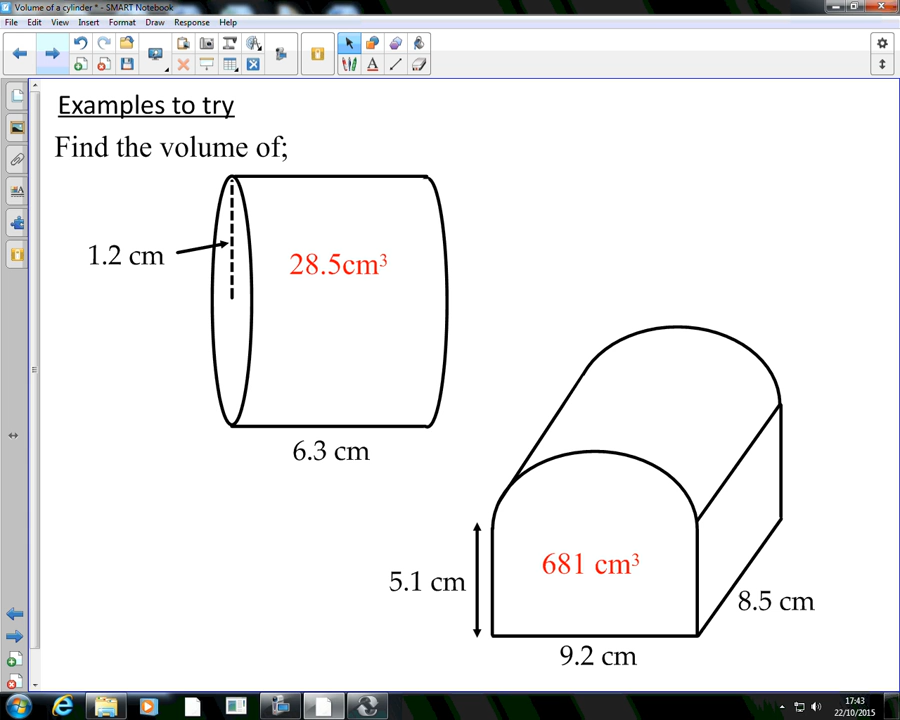 Volume of a cylinder * - SMART Notebook
File Edit View Insert Format Draw Response Help
Examples to try
Find the volume of;
1.2 cm
28.5cm³
6.3 cm
5.1 cm
681 cm³
8.5 cm
9.2 cm
17:43
22/10/2015